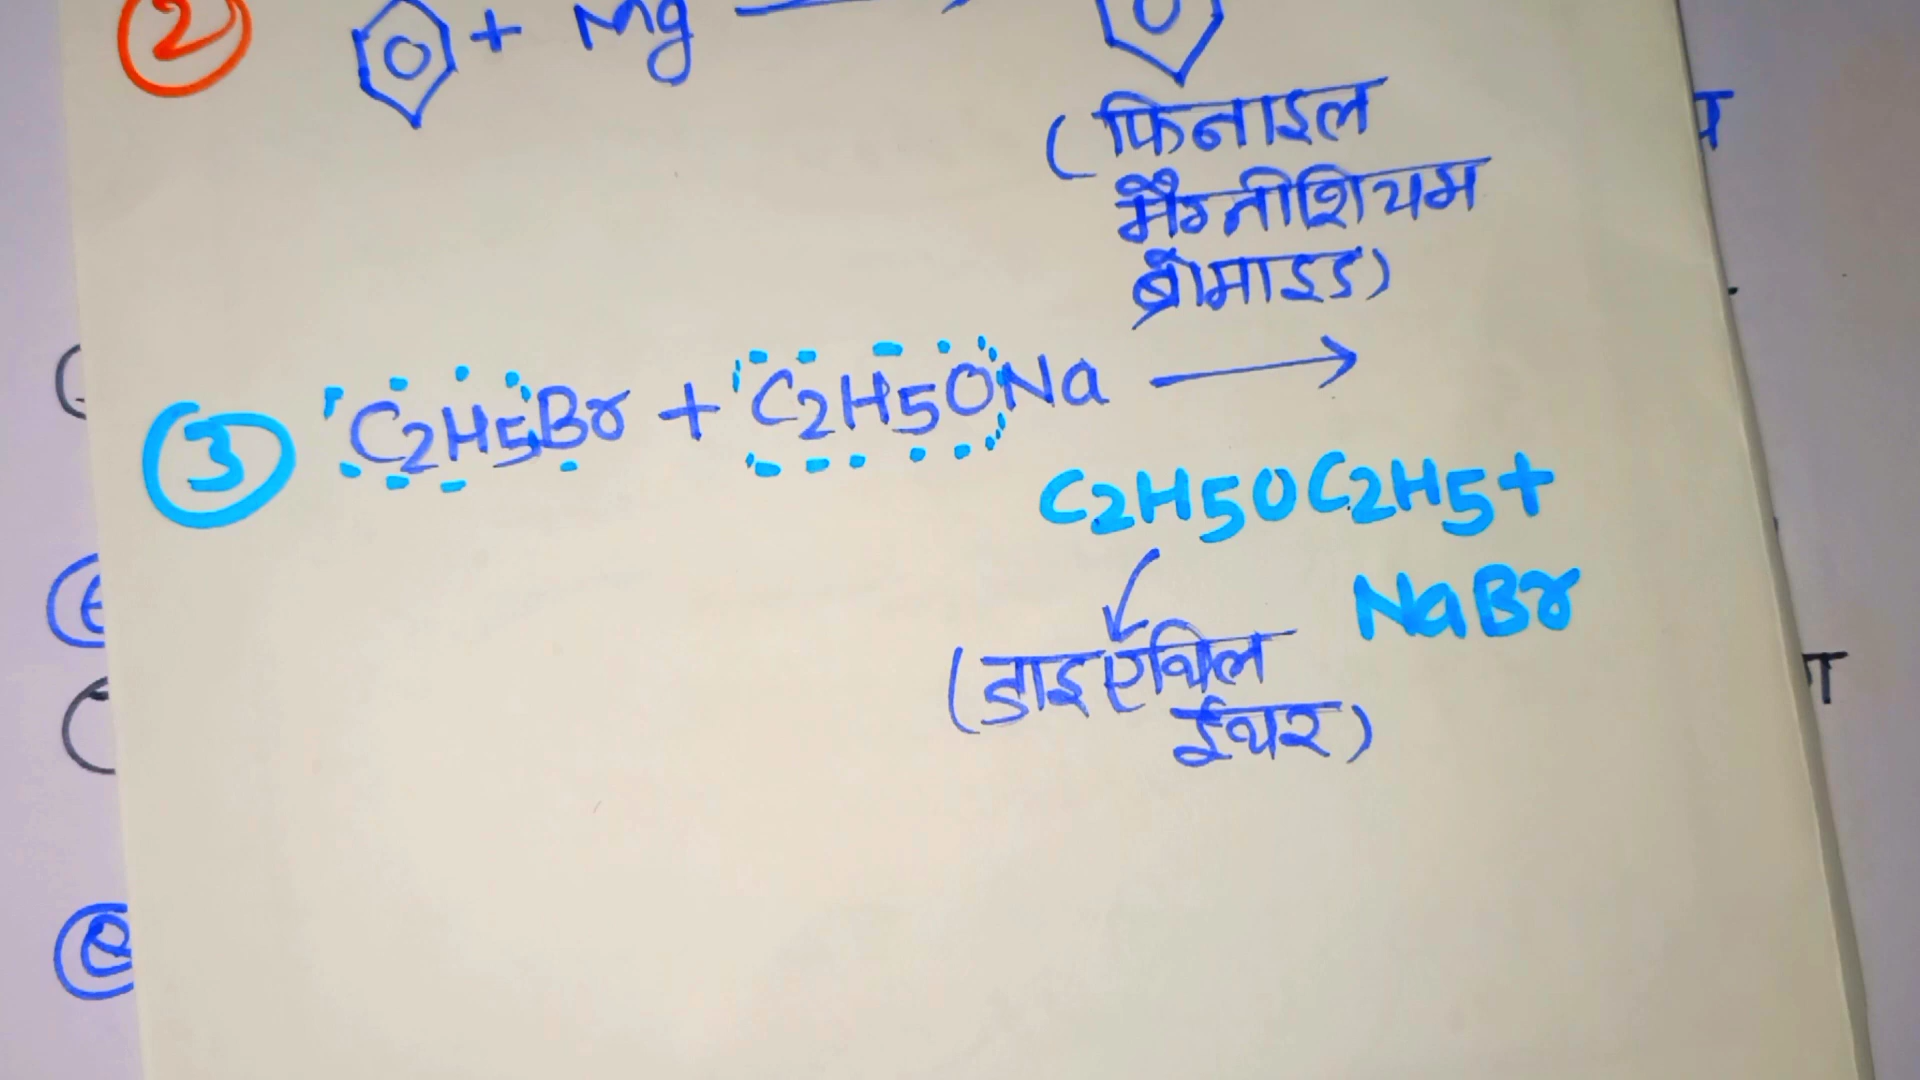 2 + Mg
(फिनाइल
मैग्नीशियम
ब्रोमाइड)
3 C2H5Br + C2H5ONa →
C2H5OC2H5 +
NaBr
(डाइएथिल
ईथर)